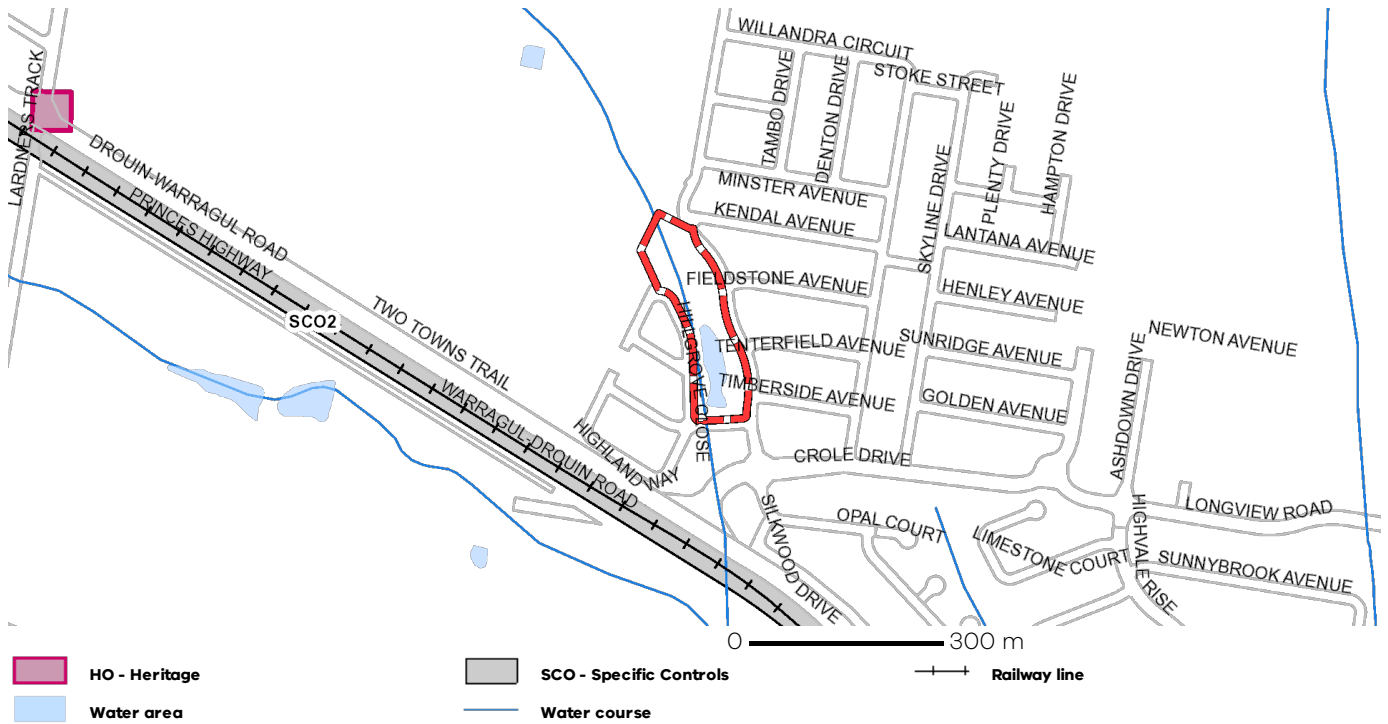 WILLANDRA CIRCUIT
STOKE STREET
TAMBO DRIVE
DENTON DRIVE
PLENTY DRIVE
HAMPTON DRIVE
LARDNERS TRACK
DROUIN-WARRAGUL ROAD
PRINCES HIGHWAY
MINSTER AVENUE
KENDAL AVENUE
SKYLINE DRIVE
LANTANA AVENUE
FIELDSTONE AVENUE
HENLEY AVENUE
SCO2
TWO TOWNS TRAIL
HILLGROVE CLOSE
TENTERFIELD AVENUE
SUNRIDGE AVENUE
NEWTON AVENUE
TIMBERSIDE AVENUE
GOLDEN AVENUE
ASHDOWN DRIVE
WARRAGUL-DROUIN ROAD
HIGHLAND WAY
CROLE DRIVE
SILKWOOD DRIVE
OPAL COURT
LIMESTONE COURT
HIGHVALE RISE
LONGVIEW ROAD
SUNNYBROOK AVENUE
0 300 m
HO - Heritage
SCO - Specific Controls
Railway line
Water area
Water course